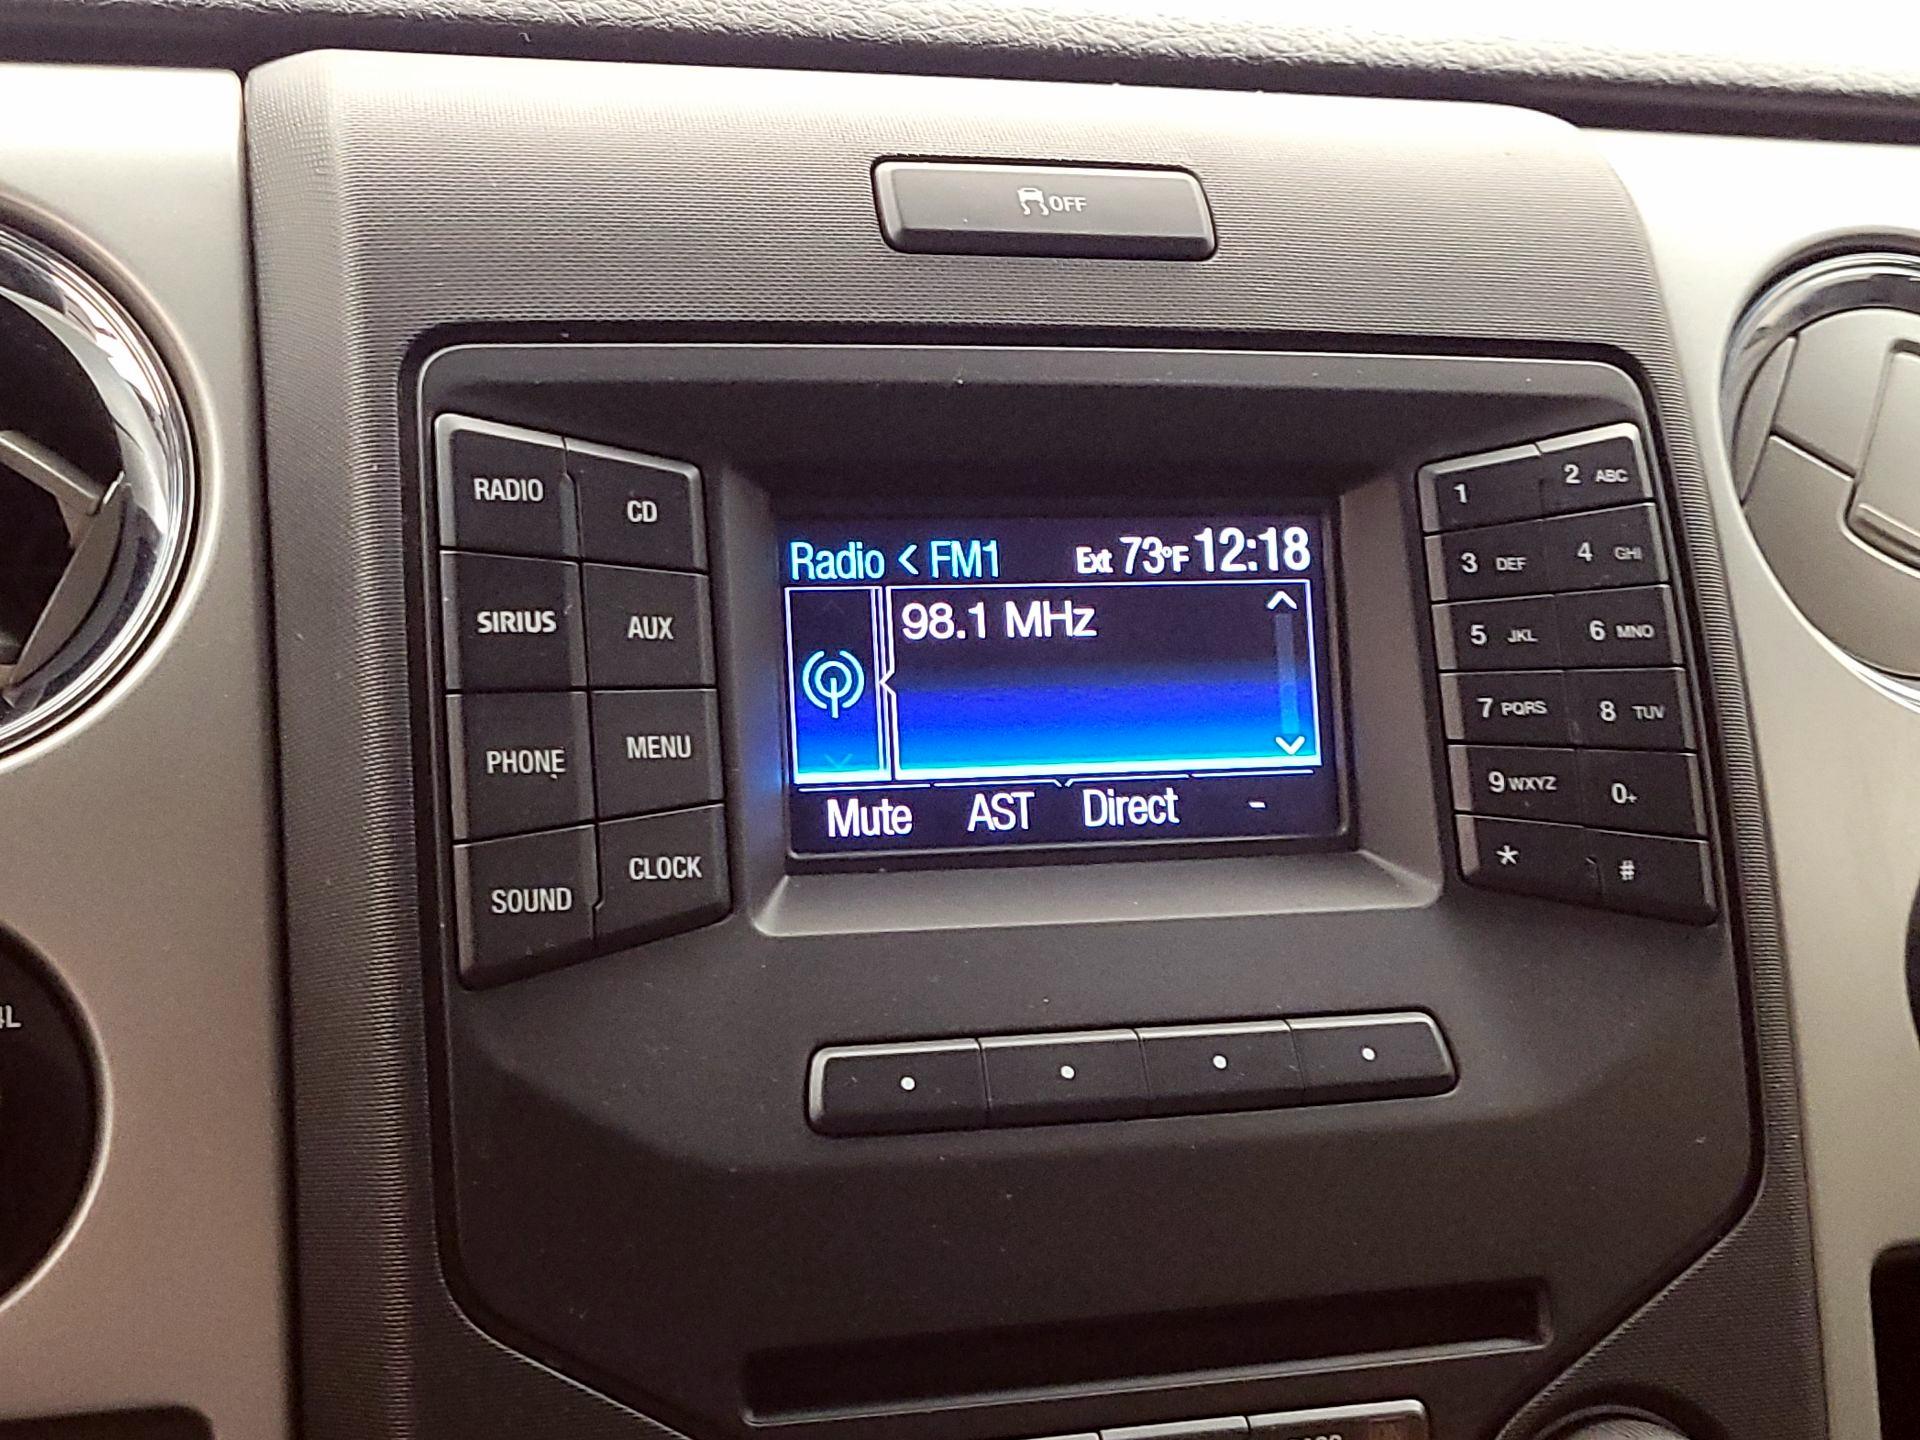 OFF
RADIO
CD
SIRIUS
AUX
PHONE
MENU
SOUND
CLOCK
Radio < FM1 Ext 73°F 12:18
98.1 MHz
Mute AST Direct -
1 2 ABC
3 DEF 4 GHI
5 JKL 6 MNO
7 PQRS 8 TUV
9 WXYZ 0+
* #
4L